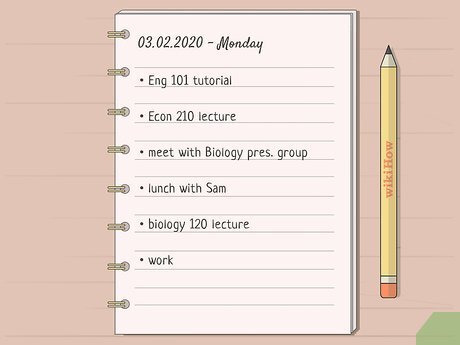 03.02.2020 - Monday
• Eng 101 tutorial
• Econ 210 lecture
• meet with Biology pres. group
• lunch with Sam
• biology 120 lecture
• work
wikiHow